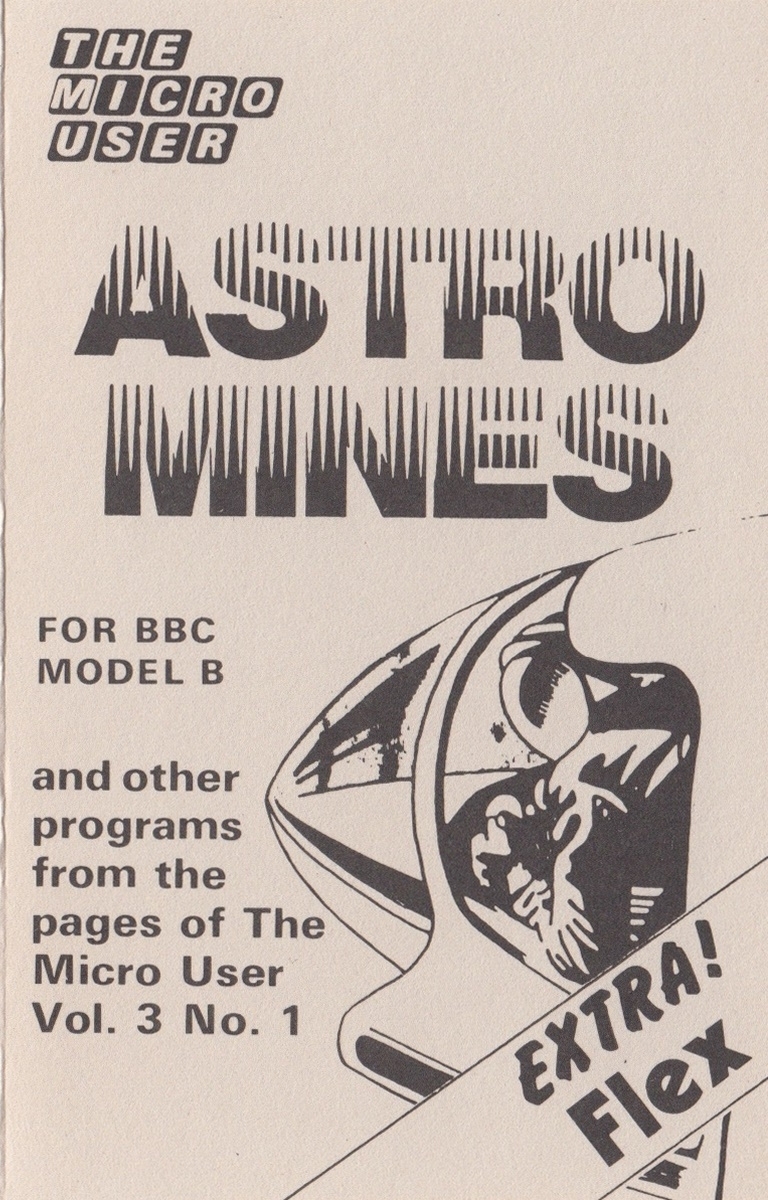 THE
MICRO
USER
ASTRO
MINES
FOR BBC
MODEL B
and other
programs
from the
pages of The
Micro User
Vol. 3 No. 1
EXTRA!
Flex